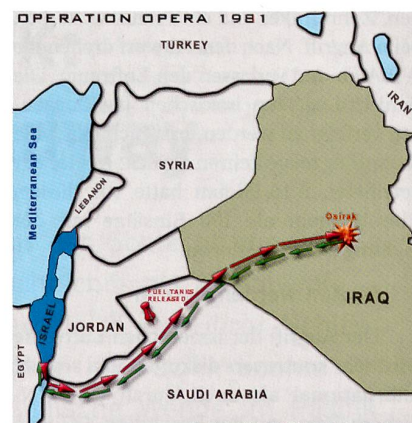 OPERATION OPERA 1981
TURKEY
IRAN
Mediterranean Sea
SYRIA
LEBANON
Osirak
FUEL TANKS
RELEASED
IRAQ
ISRAEL
JORDAN
EGYPT
SAUDI ARABIA